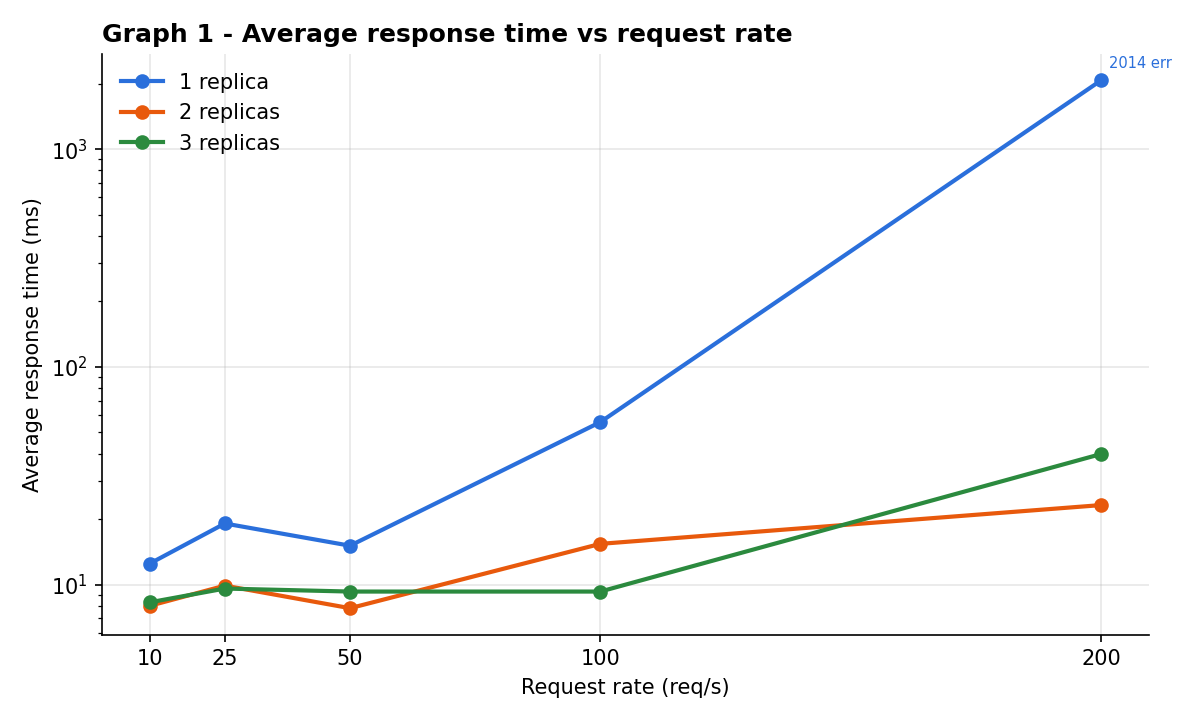 Graph 1 - Average response time vs request rate
2014 err
1 replica
2 replicas
3 replicas
10³
10²
10¹
Average response time (ms)
10 25 50 100 200
Request rate (req/s)